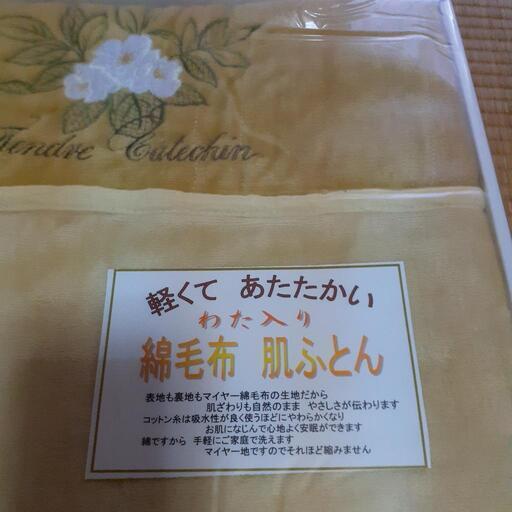 Tendre Catechin
軽くて あたたかい
わた入り
綿毛布 肌ふとん
表地も裏地もマイヤー綿毛布の生地だから
肌ざわりも自然のまま やさしさが伝わります
コットン糸は吸水性が良く使うほどにやわらかくなり
お肌になじんで心地よく安眠ができます
綿ですから 手軽にご家庭で洗えます
マイヤー地ですのでそれほど縮みません